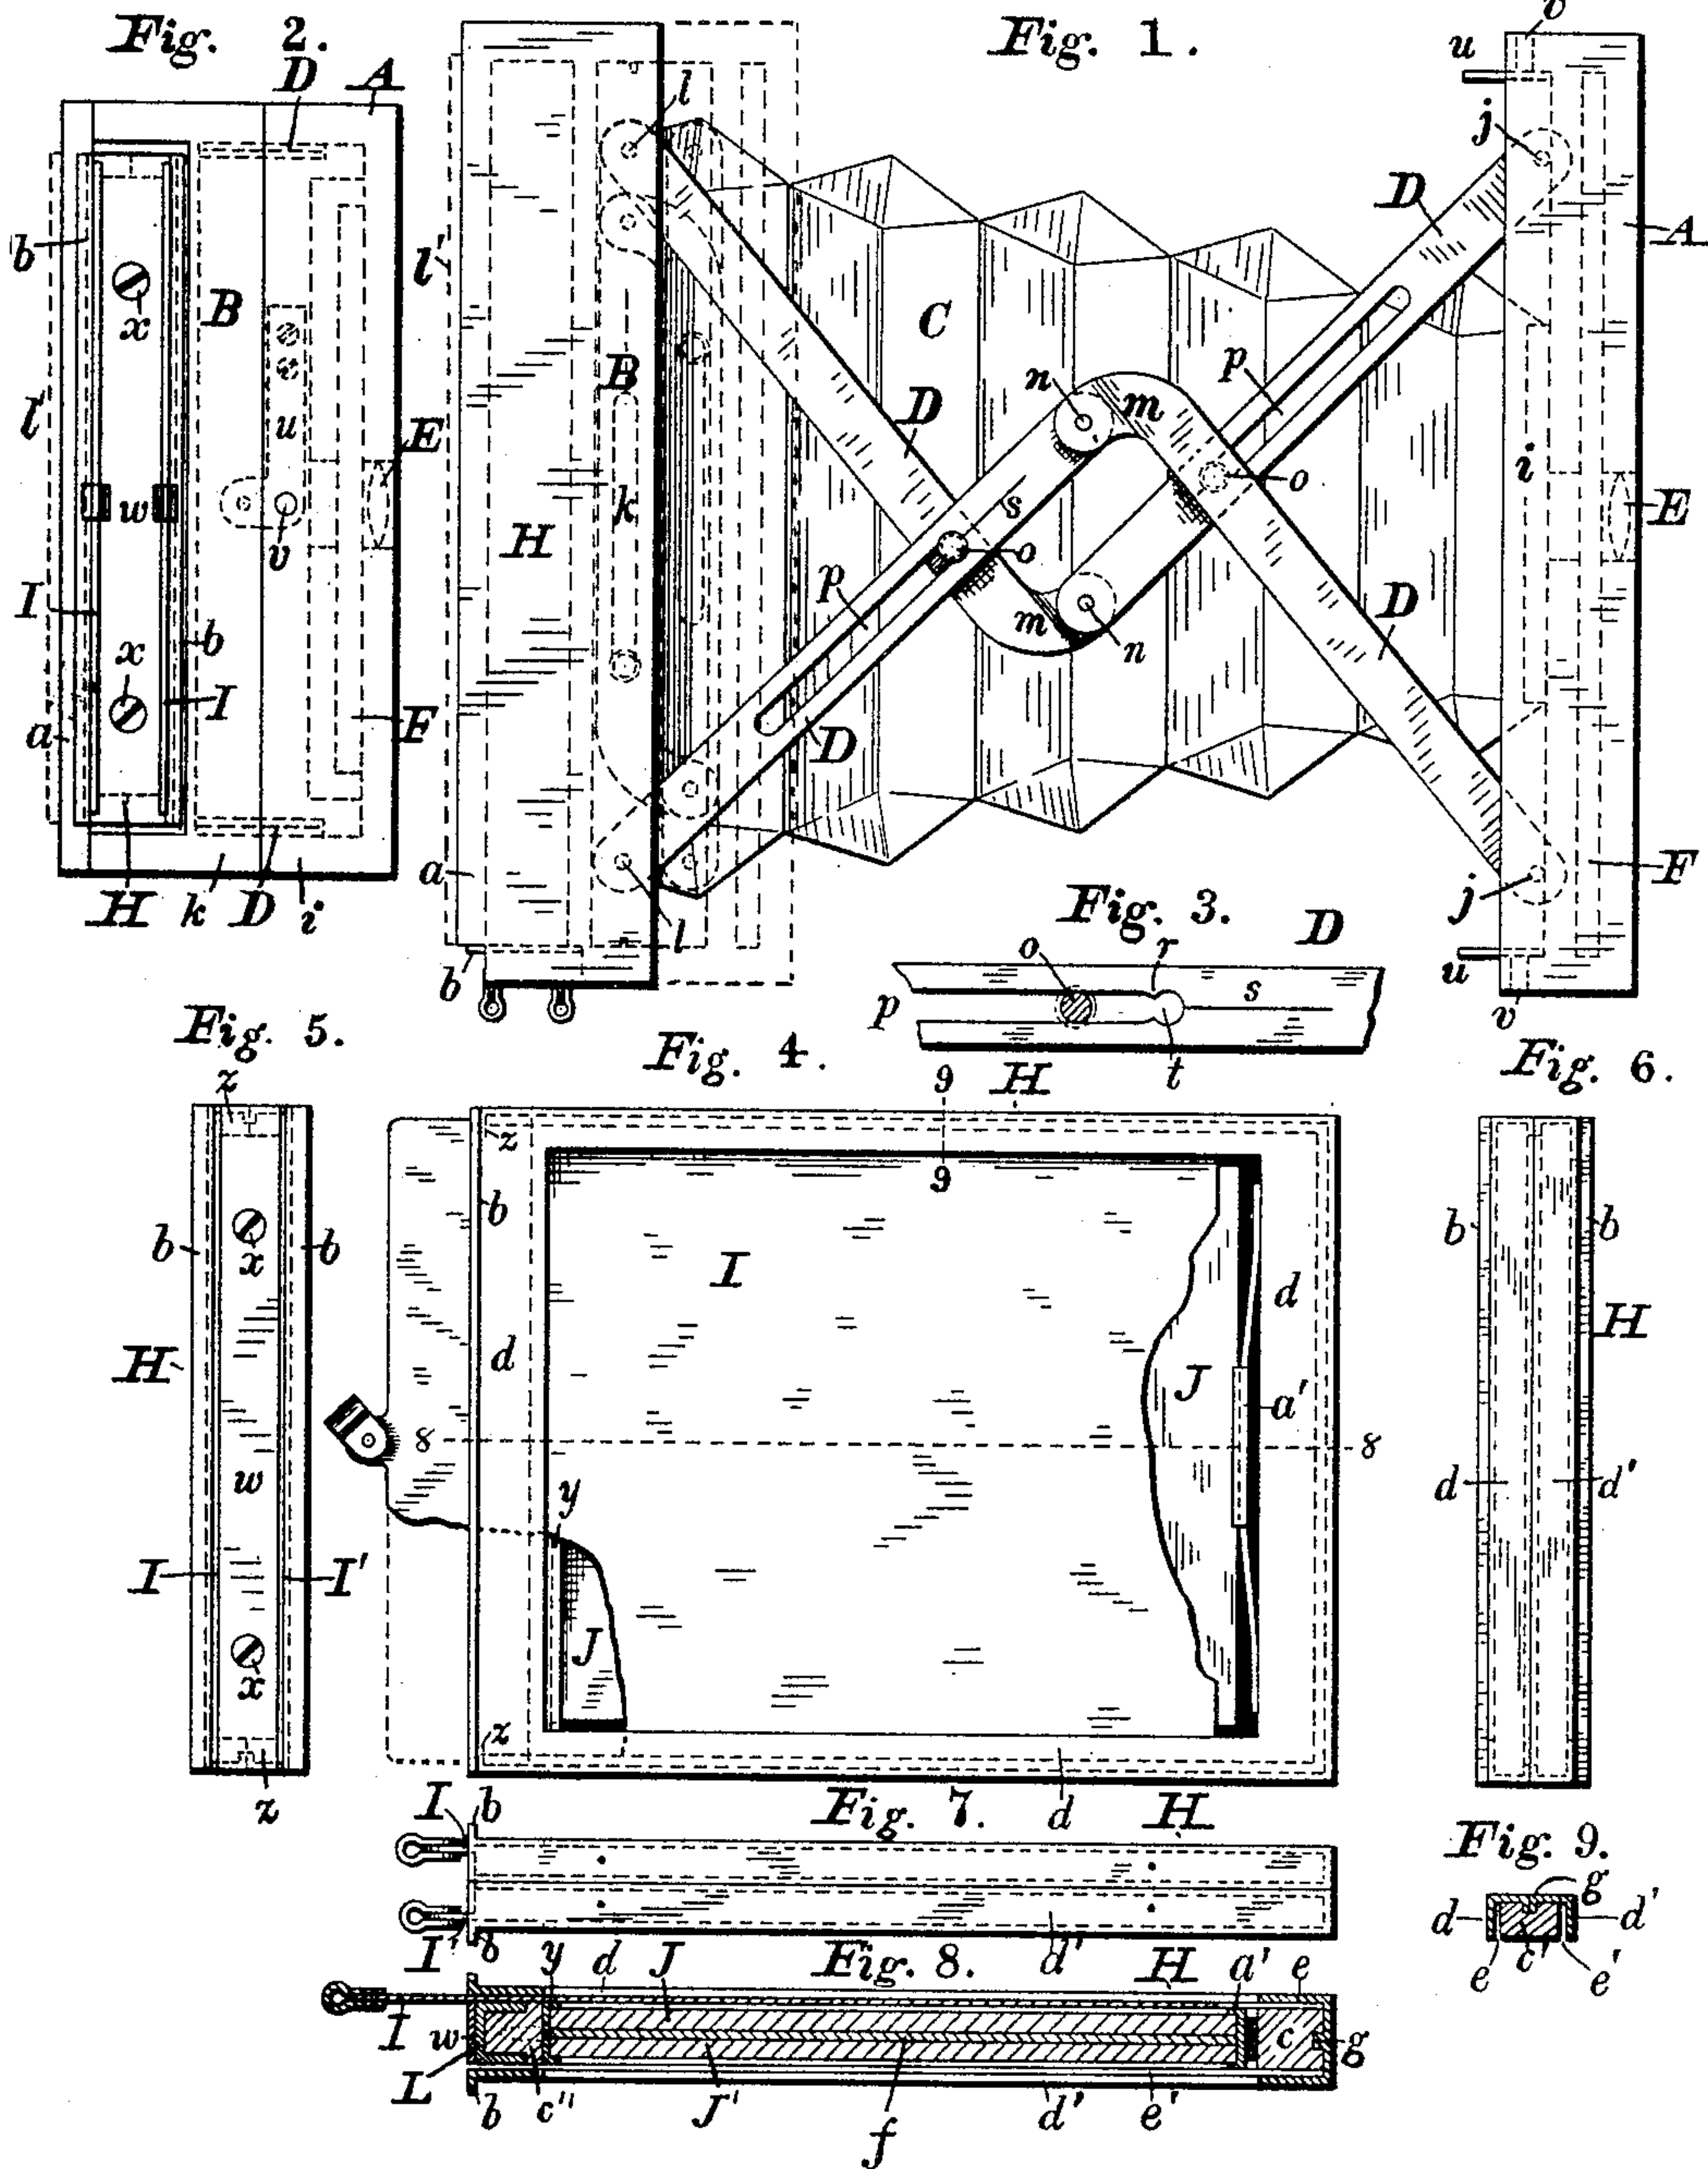 Fig. 2.
D
A
b
x
B
l'
u
E
w
v
I
x
b
I
F
a
H
k
D
i
Fig. 1.
v
u
l
j
D
A
l'
C
B
n
m
p
D
k
i
H
s
o
E
o
p
m
n
D
D
a
F
l
j
b
u
v
Fig. 3.
D
o
r
p
s
t
Fig. 5.
z
b
b
x
H
w
I
I'
x
z
Fig. 4.
9
H
z
9
b
I
d
d
J
a'
8
8
y
J
z
d
Fig. 6.
b
b
H
d
d'
Fig. 7.
I
b
H
I'
b
d'
Fig. 8.
y
d
J
H
a'
e
I
w
c
g
L
b
c''
J'
f
d'
e'
Fig. 9.
g
d
d'
e
c'
e'